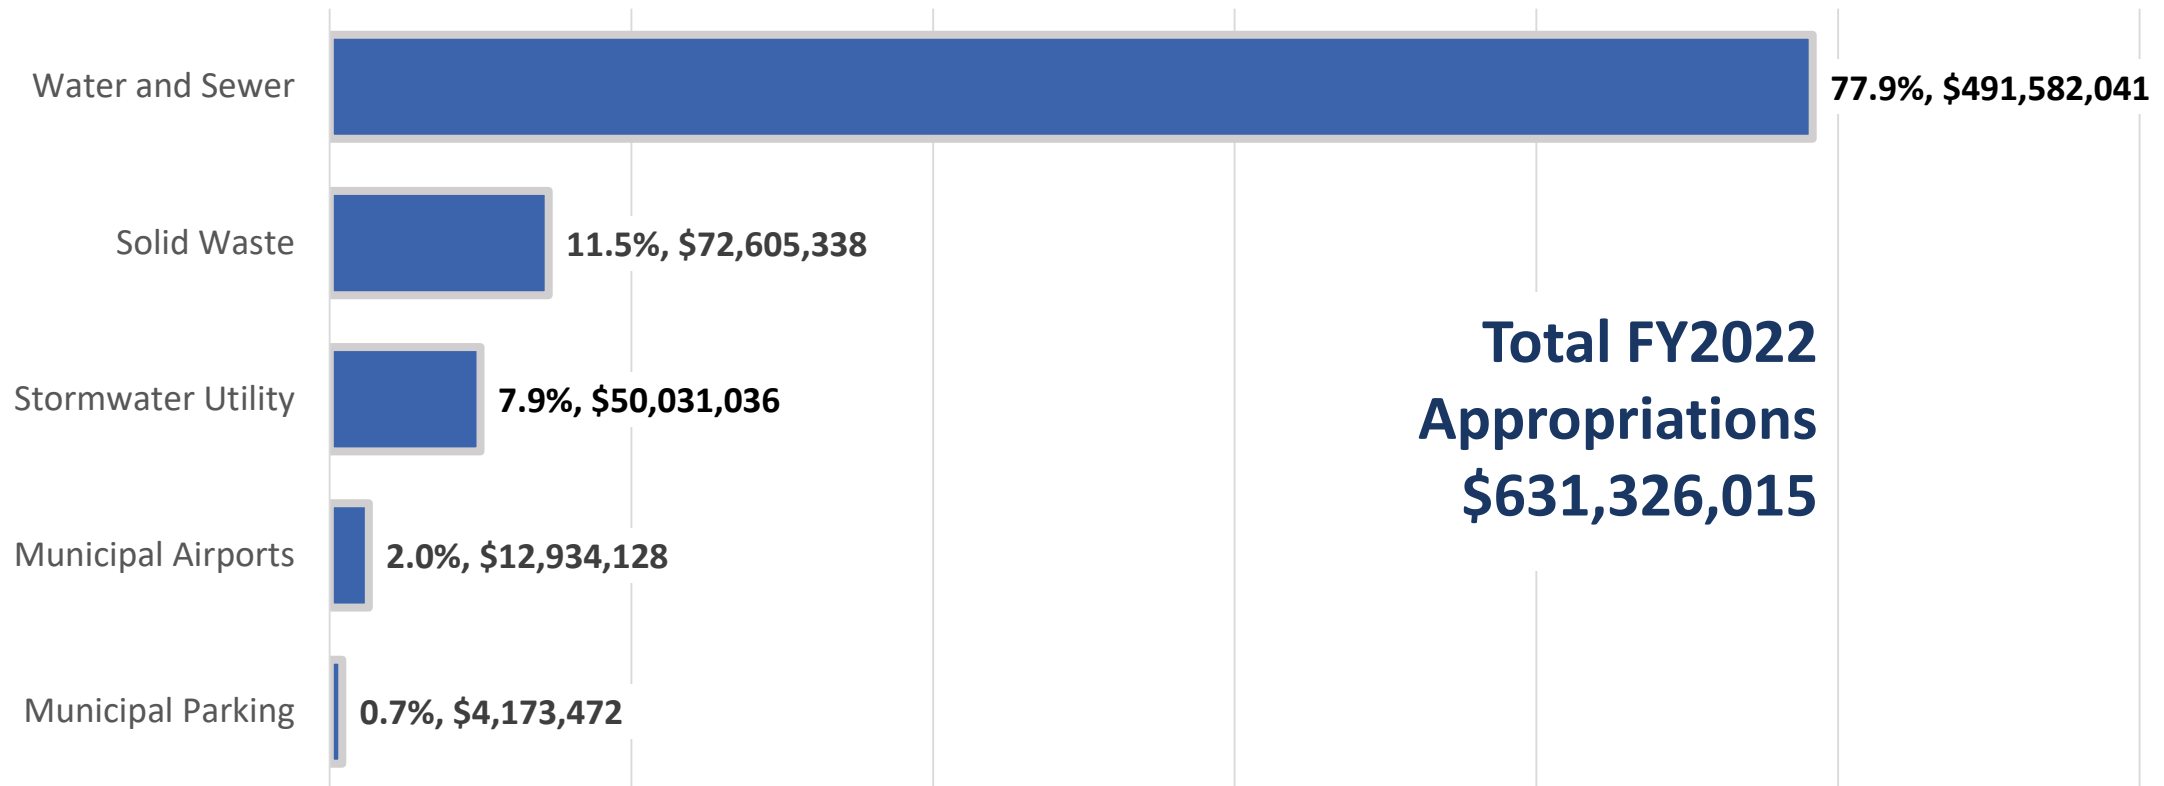 Water and Sewer 77.9%, $491,582,041
Solid Waste 11.5%, $72,605,338
Stormwater Utility 7.9%, $50,031,036
Municipal Airports 2.0%, $12,934,128
Municipal Parking 0.7%, $4,173,472
Total FY2022
Appropriations
$631,326,015